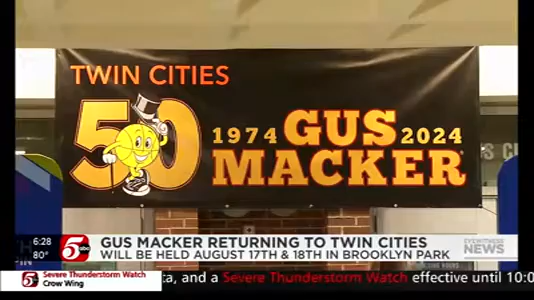 TWIN CITIES
50
1974 GUS 2024
MACKER
GUS MACKER RETURNING TO TWIN CITIES
WILL BE HELD AUGUST 17TH & 18TH IN BROOKLYN PARK
6:28
80°
5 abc
EYEWITNESS
NEWS
5 Severe Thunderstorm Watch
Crow Wing
ta, and a Severe Thunderstorm Watch effective until 10:0